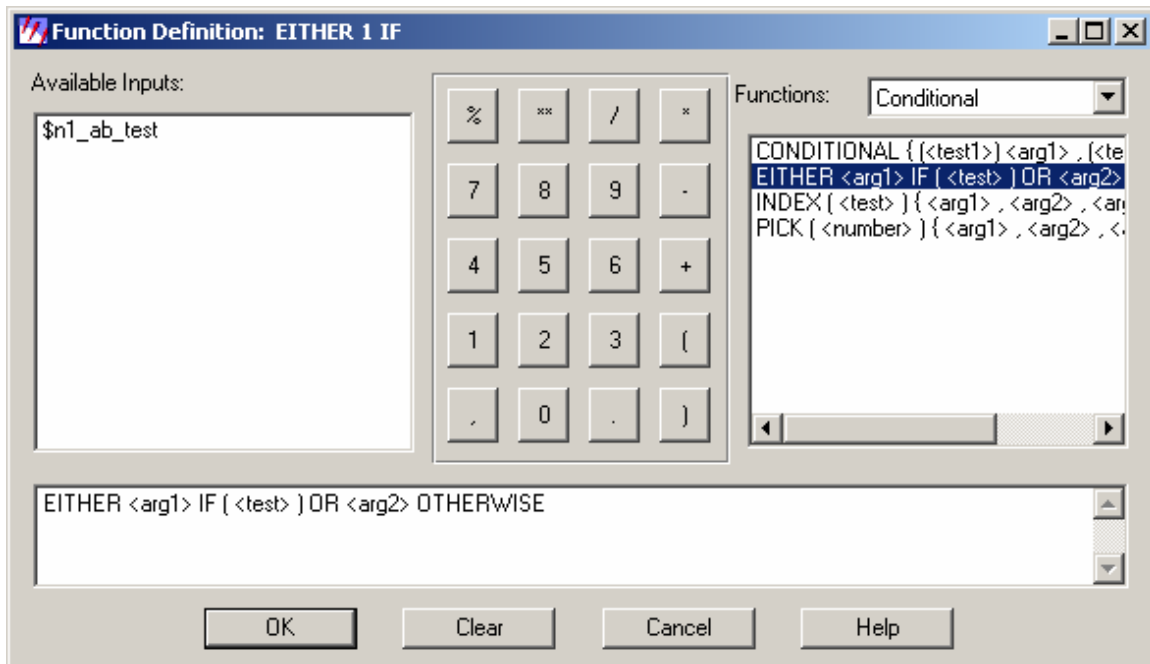 Function Definition: EITHER 1 IF
Available Inputs:
$n1_ab_test
% ** / *
7 8 9 -
4 5 6 +
1 2 3 (
, 0 . )
Functions: Conditional
CONDITIONAL { (<test1>) <arg1> , (<te
EITHER <arg1> IF ( <test> ) OR <arg2>
INDEX ( <test> ) { <arg1> , <arg2> , <arg
PICK ( <number> ) { <arg1> , <arg2> , <
EITHER <arg1> IF ( <test> ) OR <arg2> OTHERWISE
OK Clear Cancel Help